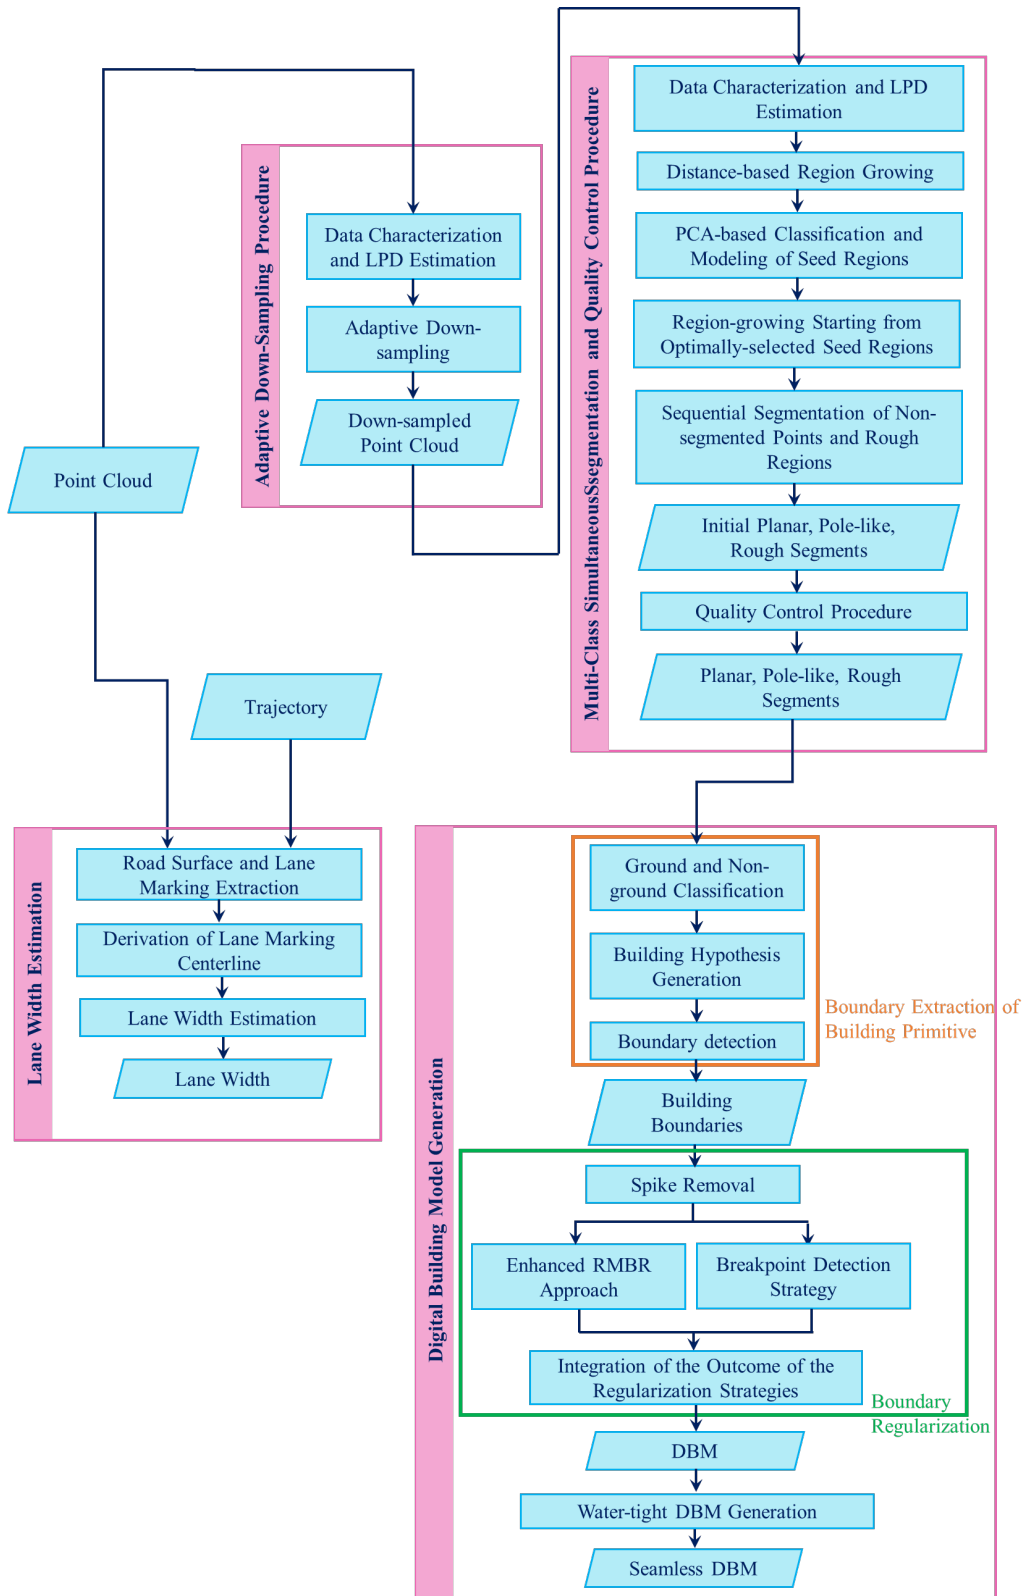 Point Cloud
Adaptive Down-Sampling Procedure
Data Characterization
and LPD Estimation
Adaptive Down-
sampling
Down-sampled
Point Cloud
Multi-Class SimultaneousSsegmentation and Quality Control Procedure
Data Characterization and LPD
Estimation
Distance-based Region Growing
PCA-based Classification and
Modeling of Seed Regions
Region-growing Starting from
Optimally-selected Seed Regions
Sequential Segmentation of Non-
segmented Points and Rough
Regions
Initial Planar, Pole-like,
Rough Segments
Quality Control Procedure
Planar, Pole-like, Rough
Segments
Trajectory
Lane Width Estimation
Road Surface and Lane
Marking Extraction
Derivation of Lane Marking
Centerline
Lane Width Estimation
Lane Width
Digital Building Model Generation
Ground and Non-
ground Classification
Building Hypothesis
Generation
Boundary detection
Boundary Extraction of
Building Primitive
Building
Boundaries
Spike Removal
Enhanced RMBR
Approach
Breakpoint Detection
Strategy
Integration of the Outcome of the
Regularization Strategies
Boundary
Regularization
DBM
Water-tight DBM Generation
Seamless DBM